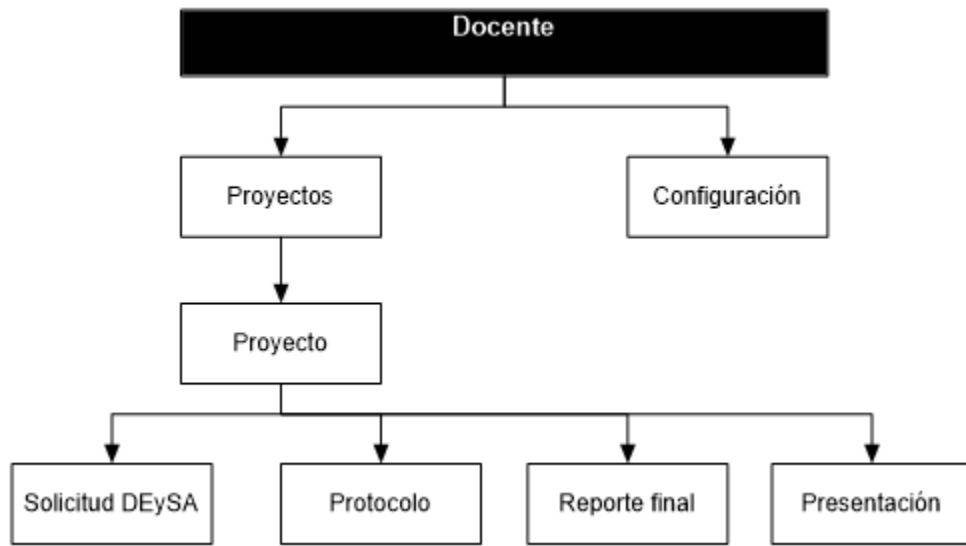 Docente
Proyectos
Configuración
Proyecto
Solicitud DEySA
Protocolo
Reporte final
Presentación